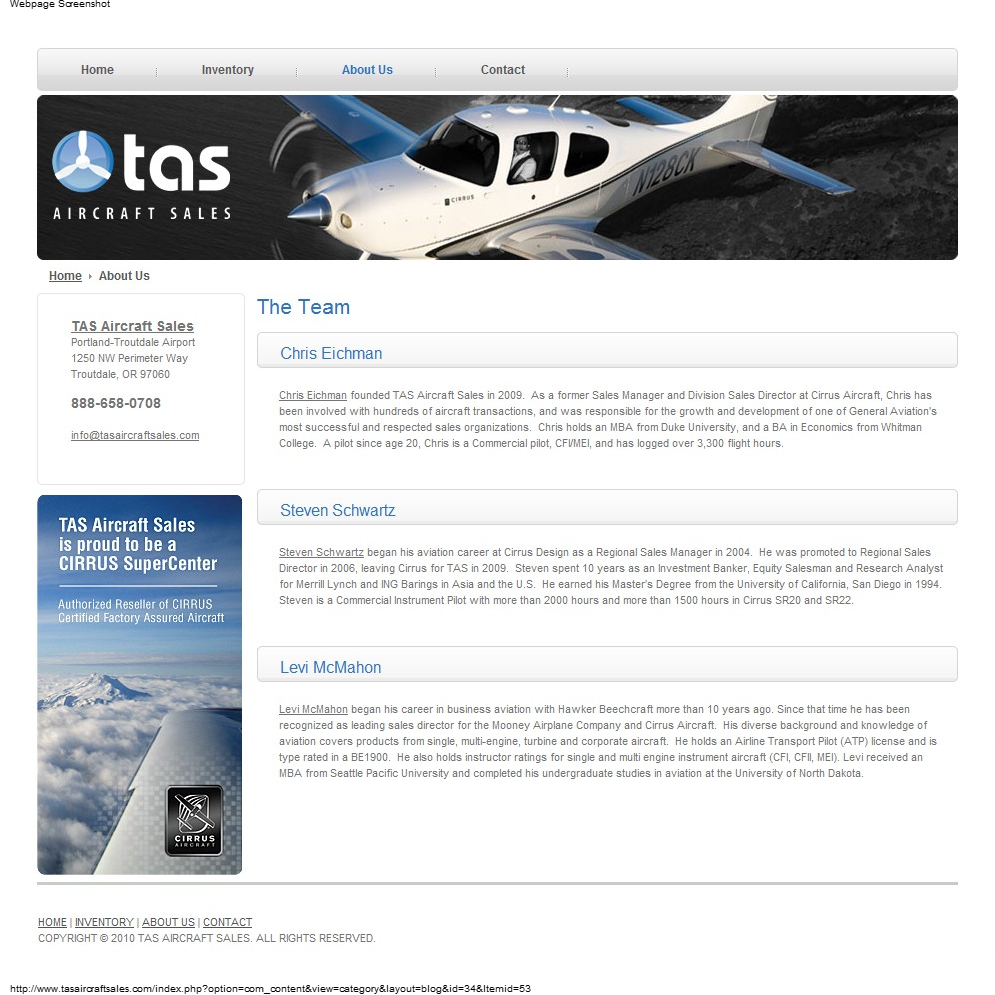 Webpage Screenshot
Home
Inventory
About Us
Contact
tas
AIRCRAFT SALES
CIRRUS
N128CK
Home › About Us
TAS Aircraft Sales
Portland-Troutdale Airport
1250 NW Perimeter Way
Troutdale, OR 97060
888-658-0708
info@tasaircraftsales.com
TAS Aircraft Sales
is proud to be a
CIRRUS SuperCenter
Authorized Reseller of CIRRUS
Certified Factory Assured Aircraft
CIRRUS
AIRCRAFT
The Team
Chris Eichman
Chris Eichman founded TAS Aircraft Sales in 2009.  As a former Sales Manager and Division Sales Director at Cirrus Aircraft, Chris has
been involved with hundreds of aircraft transactions, and was responsible for the growth and development of one of General Aviation's
most successful and respected sales organizations.  Chris holds an MBA from Duke University, and a BA in Economics from Whitman
College.  A pilot since age 20, Chris is a Commercial pilot, CFI/MEI, and has logged over 3,300 flight hours.
Steven Schwartz
Steven Schwartz began his aviation career at Cirrus Design as a Regional Sales Manager in 2004.  He was promoted to Regional Sales
Director in 2006, leaving Cirrus for TAS in 2009.  Steven spent 10 years as an Investment Banker, Equity Salesman and Research Analyst
for Merrill Lynch and ING Barings in Asia and the U.S.  He earned his Master's Degree from the University of California, San Diego in 1994.
Steven is a Commercial Instrument Pilot with more than 2000 hours and more than 1500 hours in Cirrus SR20 and SR22.
Levi McMahon
Levi McMahon began his career in business aviation with Hawker Beechcraft more than 10 years ago. Since that time he has been
recognized as leading sales director for the Mooney Airplane Company and Cirrus Aircraft.  His diverse background and knowledge of
aviation covers products from single, multi-engine, turbine and corporate aircraft.  He holds an Airline Transport Pilot (ATP) license and is
type rated in a BE1900.  He also holds instructor ratings for single and multi engine instrument aircraft (CFI, CFII, MEI). Levi received an
MBA from Seattle Pacific University and completed his undergraduate studies in aviation at the University of North Dakota.
HOME | INVENTORY | ABOUT US | CONTACT
COPYRIGHT © 2010 TAS AIRCRAFT SALES. ALL RIGHTS RESERVED.
http://www.tasaircraftsales.com/index.php?option=com_content&view=category&layout=blog&id=34&Itemid=53